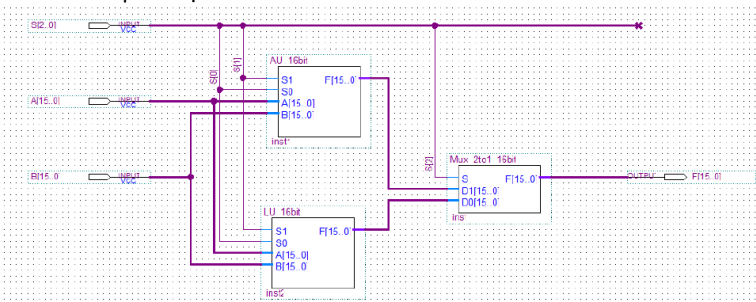 S[2..0] INPUT VCC
S[0]
S[1]
AU_16bit
S1 F[15..0]
S0
A[15..0]
B[15..0]
inst1
A[15..0] INPUT VCC
B[15..0 INPUT VCC
S[2]
Mux_2to1_16bit
S F[15..0]
D1[15..0]
D0[15..0]
ins
OUTPUT F[15..0]
LU_16bit
S1 F[15..0]
S0
A[15..0]
B[15..0]
inst2